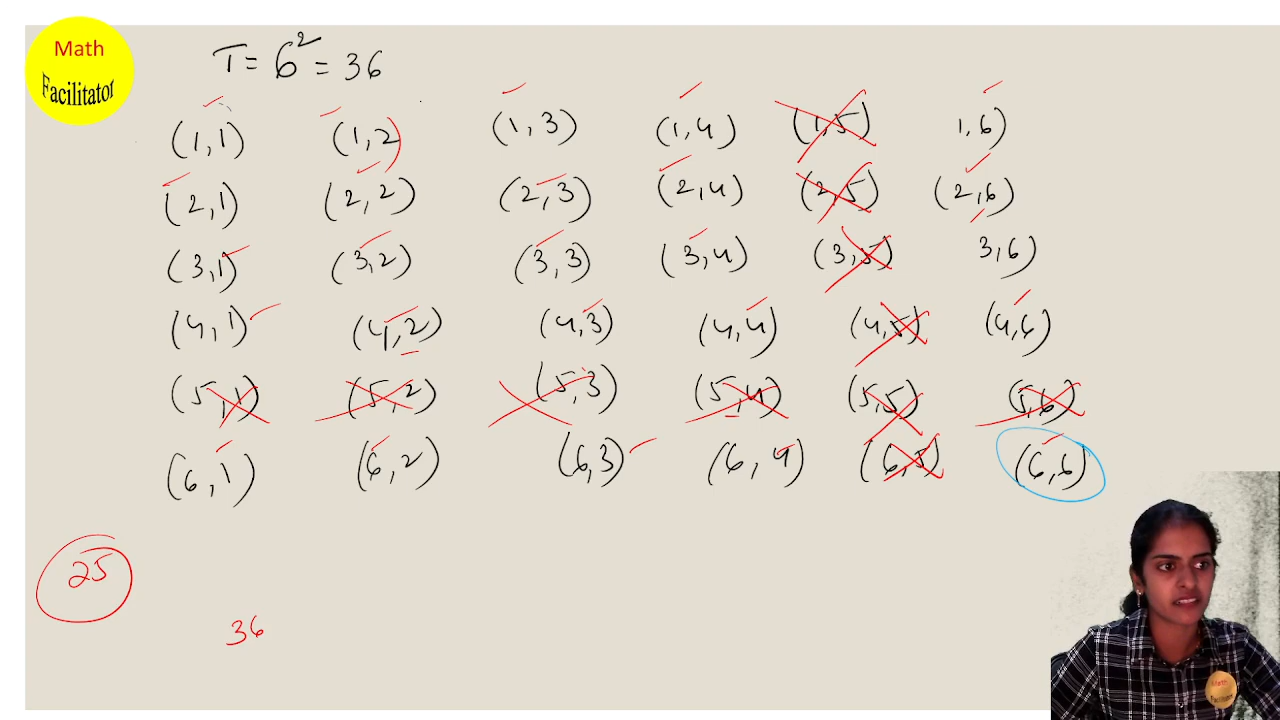 Math
Facilitator
T = 6² = 36
(1,1) (1,2) (1,3) (1,4) (1,5) 1,6)
(2,1) (2,2) (2,3) (2,4) (2,5) (2,6)
(3,1) (3,2) (3,3) (3,4) (3,5) 3,6)
(4,1) (4,2) (4,3) (4,4) (4,5) (4,6)
(5,1) (5,2) (5,3) (5,4) (5,5) (5,6)
(6,1) (6,2) (6,3) (6,4) (6,5) (6,6)
25
36
Math
Facilitator